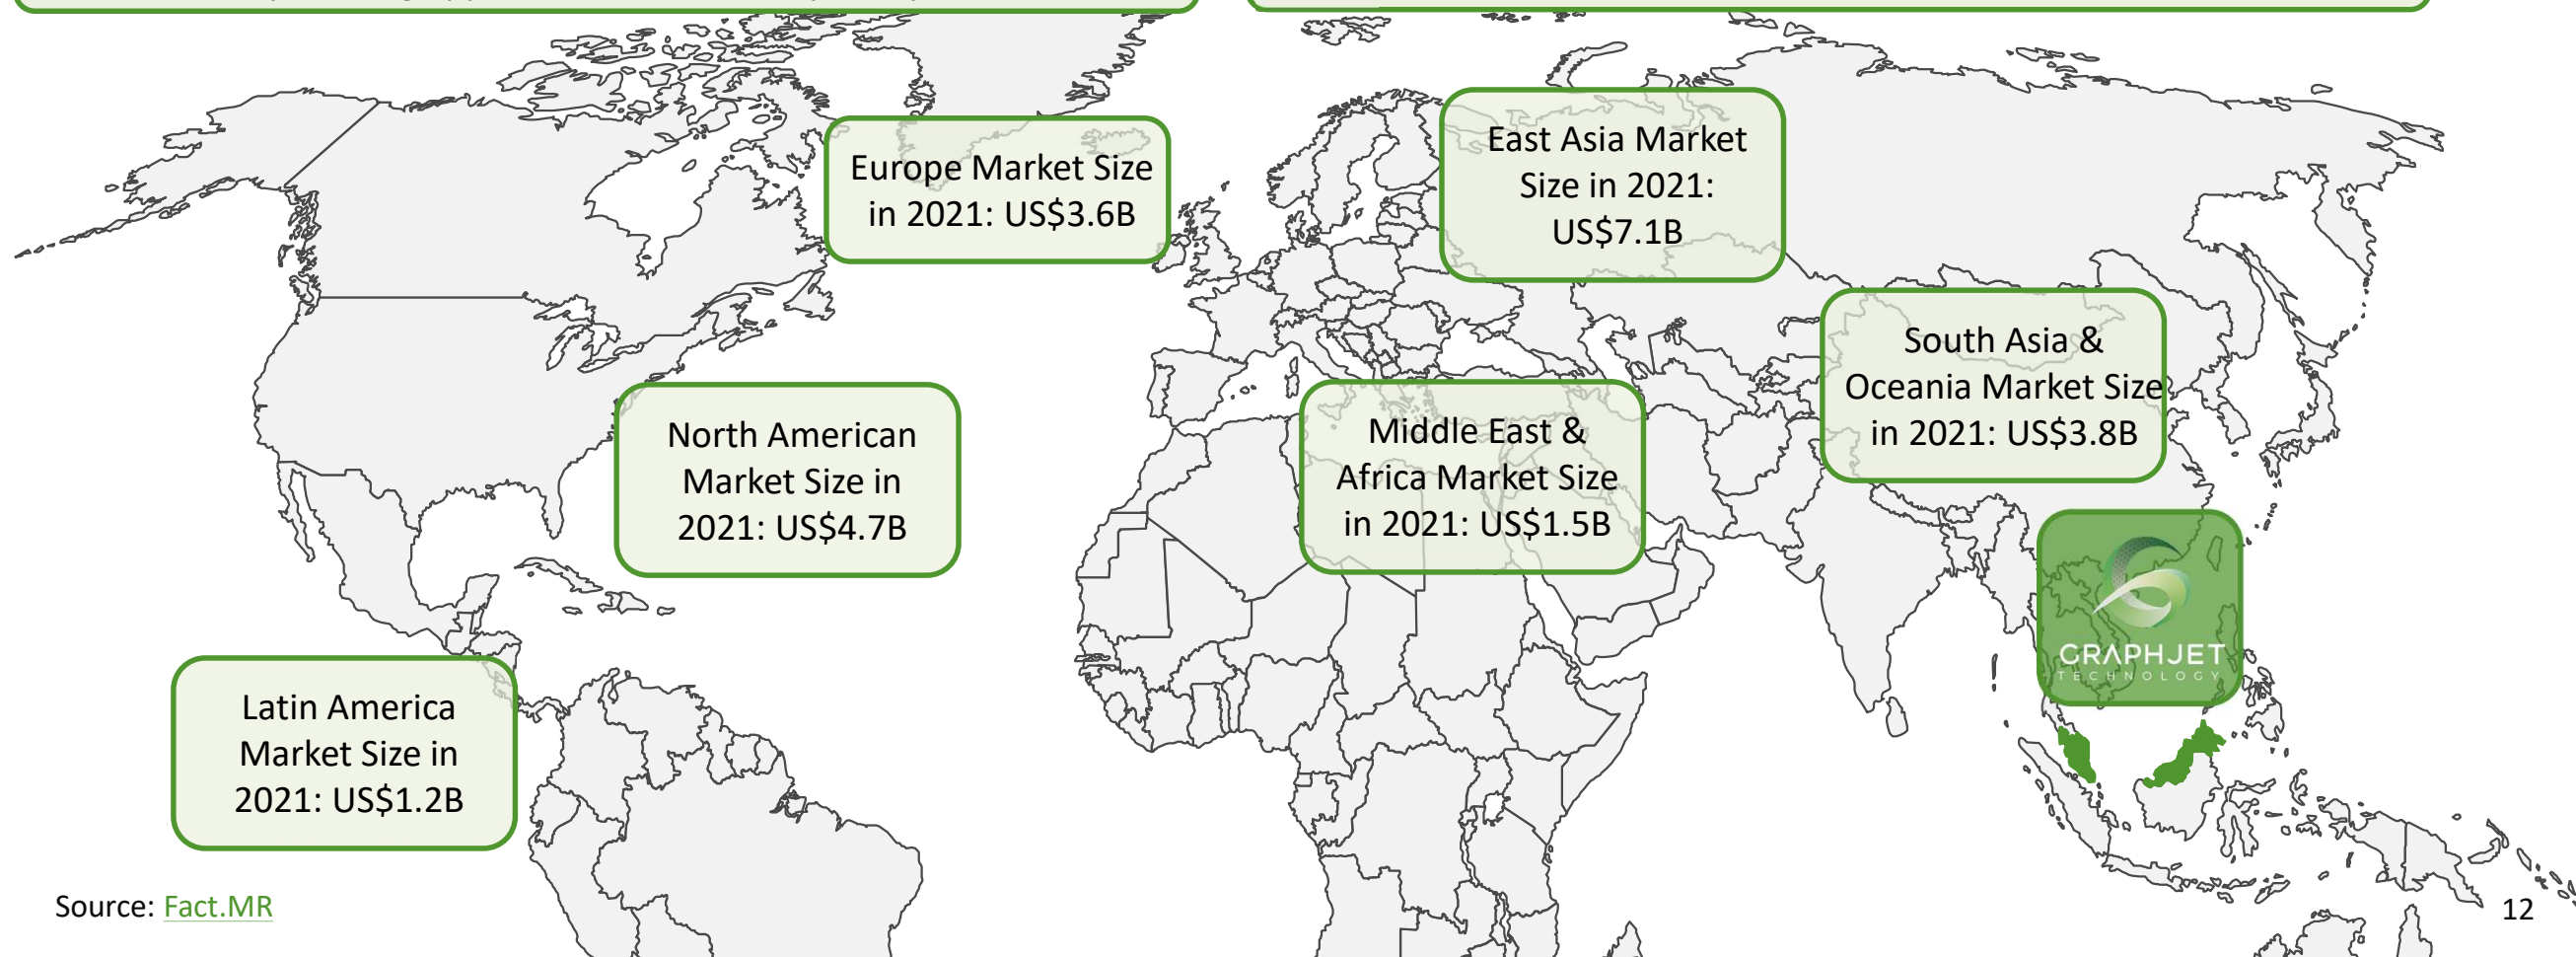 Europe Market Size
in 2021: US$3.6B
East Asia Market
Size in 2021:
US$7.1B
South Asia &
Oceania Market Size
in 2021: US$3.8B
North American
Market Size in
2021: US$4.7B
Middle East &
Africa Market Size
in 2021: US$1.5B
GRΛPHJET
TECHNOLOGY
Latin America
Market Size in
2021: US$1.2B
Source: Fact.MR
12